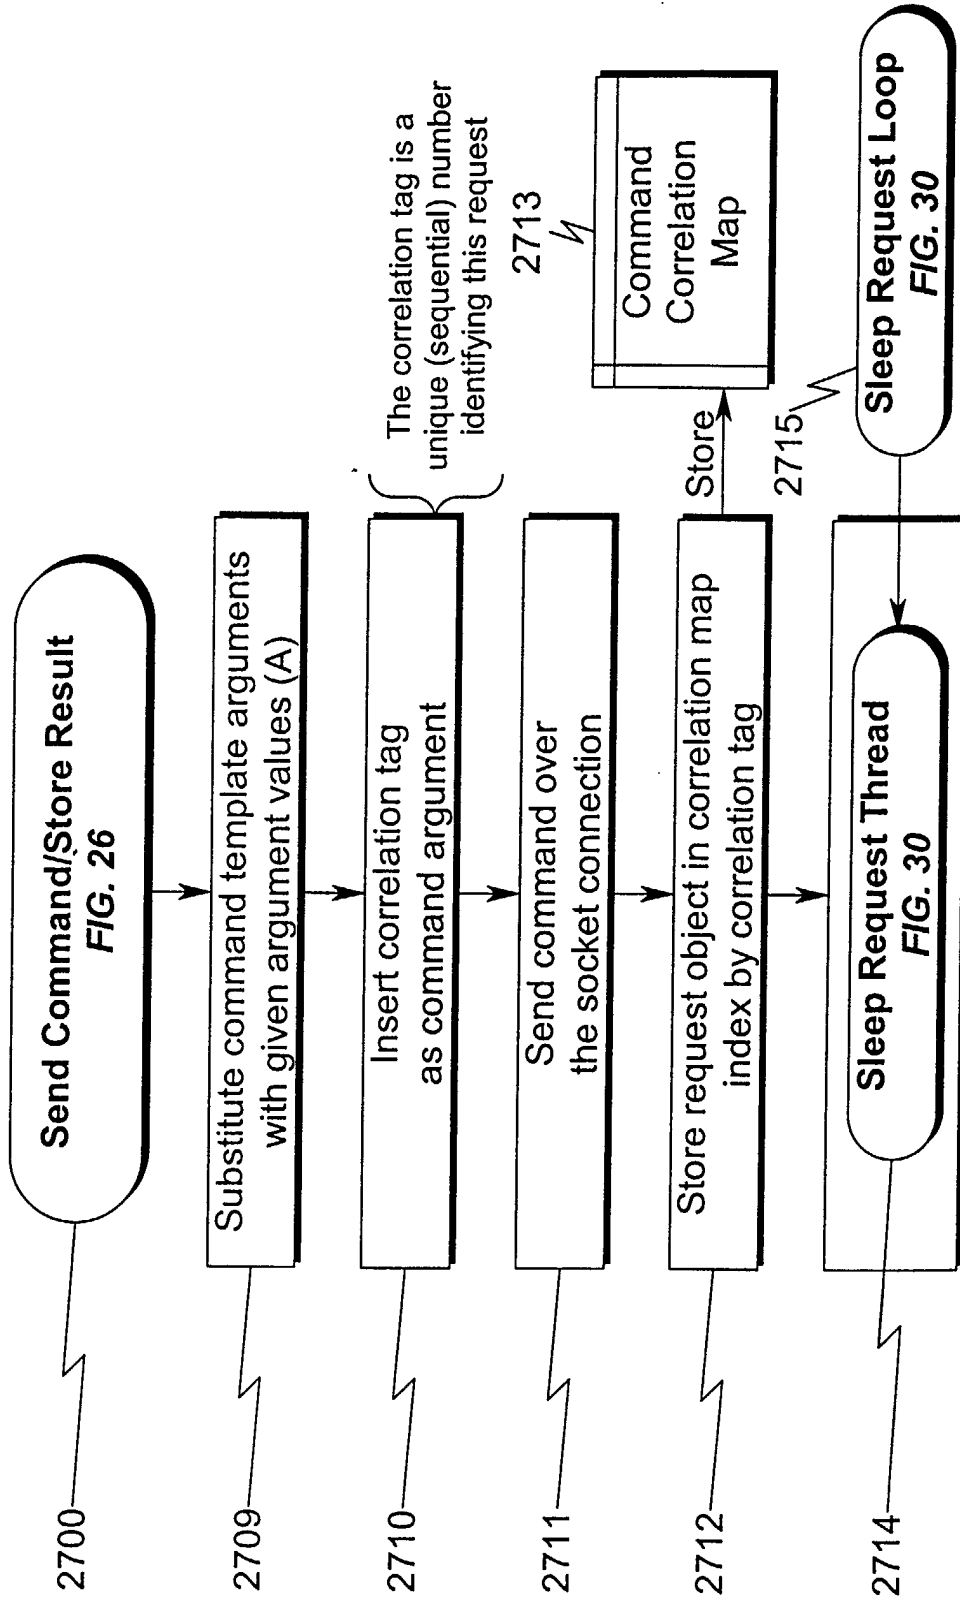 2700
Send Command/Store Result
FIG. 26
2709
Substitute command template arguments
with given argument values (A)
2710
Insert correlation tag
as command argument
The correlation tag is a
unique (sequential) number
identifying this request
2711
Send command over
the socket connection
2712
Store request object in correlation map
index by correlation tag
Store
2713
Command
Correlation
Map
2714
Sleep Request Thread
FIG. 30
2715
Sleep Request Loop
FIG. 30